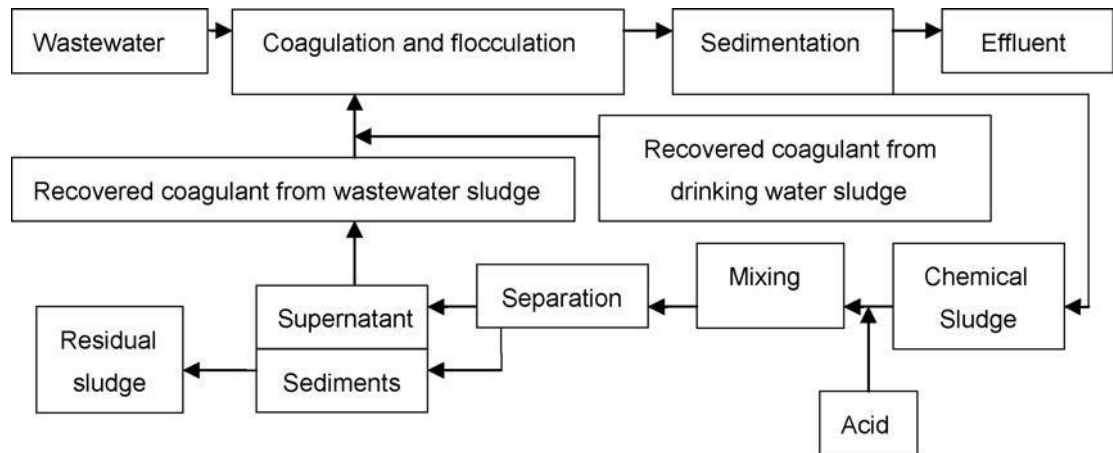 Wastewater
Coagulation and flocculation
Sedimentation
Effluent
Recovered coagulant from wastewater sludge
Recovered coagulant from
drinking water sludge
Residual
sludge
Supernatant
Sediments
Separation
Mixing
Chemical
Sludge
Acid